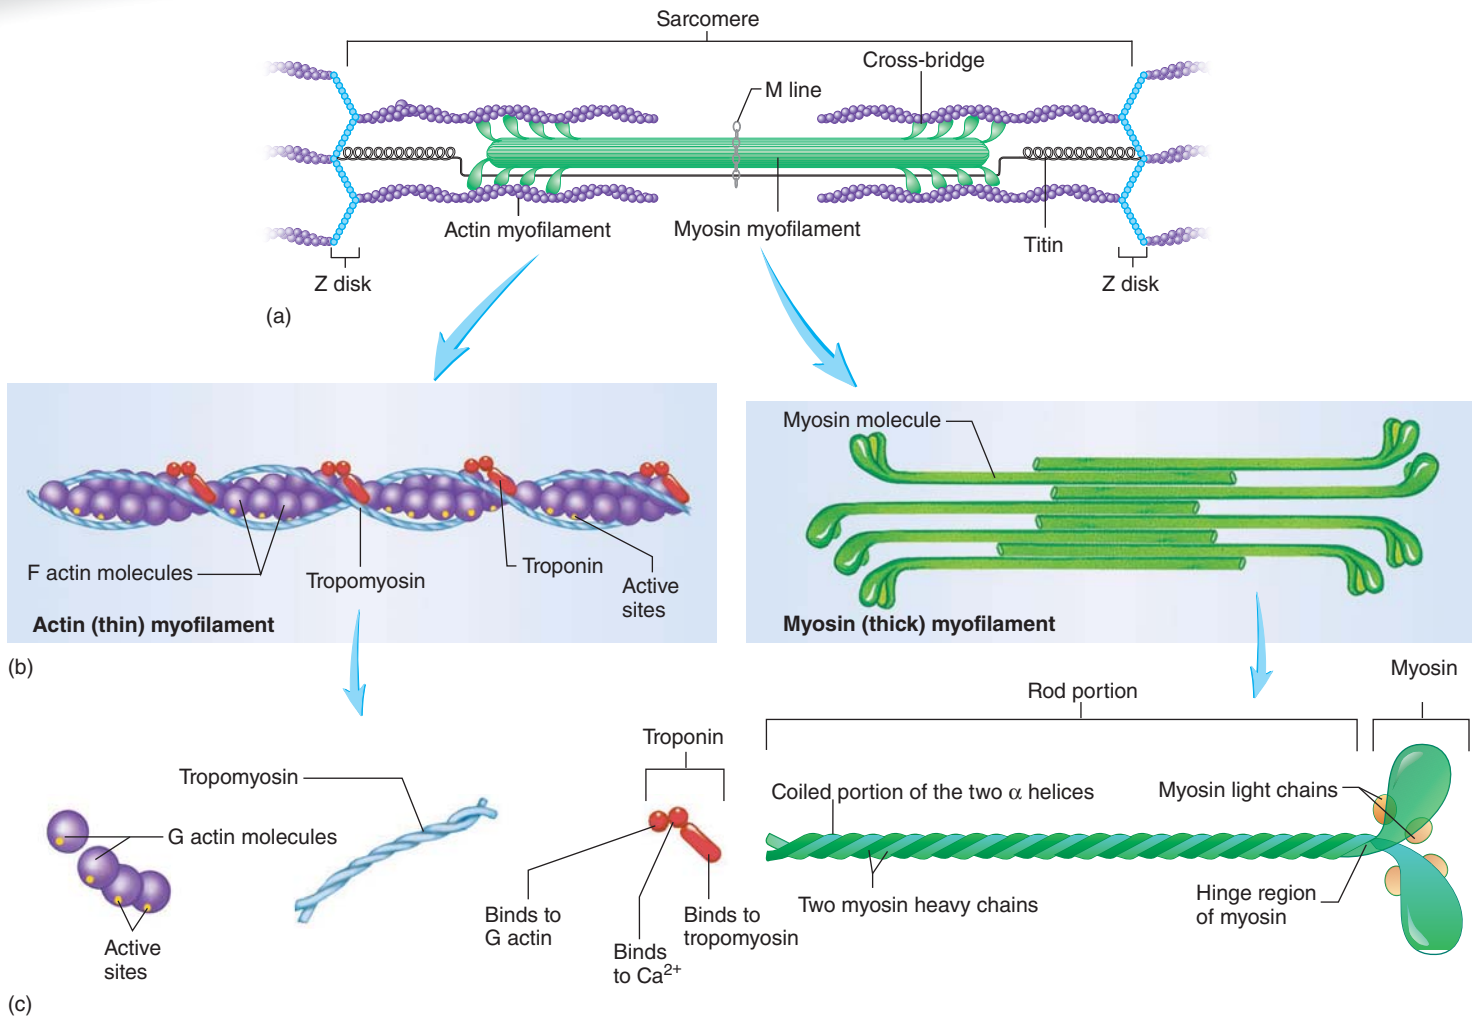 Sarcomere
Cross-bridge
M line
Actin myofilament
Myosin myofilament
Titin
Z disk
Z disk
(a)
Myosin molecule
F actin molecules
Tropomyosin
Troponin
Active
sites
Actin (thin) myofilament
Myosin (thick) myofilament
(b)
Rod portion
Myosin
Troponin
Tropomyosin
G actin molecules
Coiled portion of the two α helices
Myosin light chains
Two myosin heavy chains
Hinge region
of myosin
Binds to
G actin
Binds
to Ca2+
Binds to
tropomyosin
Active
sites
(c)